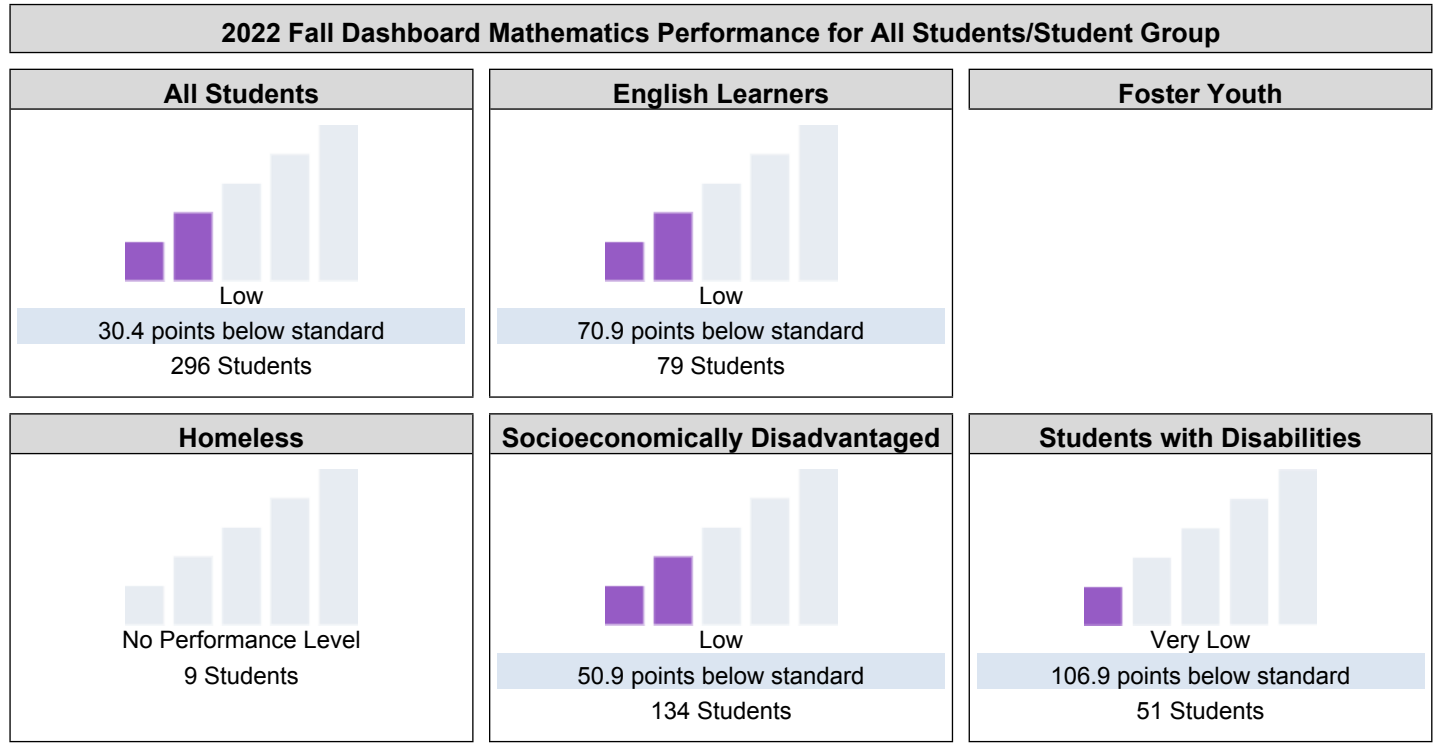 2022 Fall Dashboard Mathematics Performance for All Students/Student Group
All Students
Low
30.4 points below standard
296 Students
English Learners
Low
70.9 points below standard
79 Students
Foster Youth
Homeless
No Performance Level
9 Students
Socioeconomically Disadvantaged
Low
50.9 points below standard
134 Students
Students with Disabilities
Very Low
106.9 points below standard
51 Students